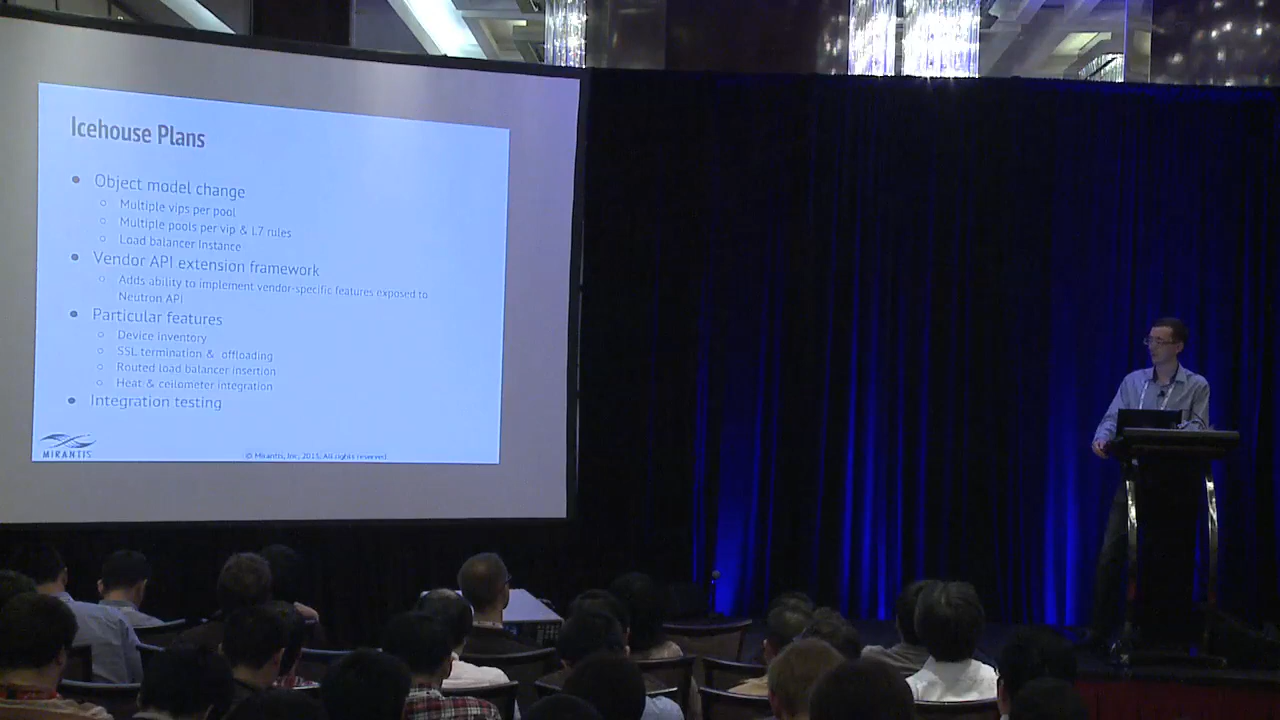 Icehouse Plans
Object model change
Multiple vips per pool
Multiple pools per vip & L7 rules
Load balancer Instance
Vendor API extension framework
Adds ability to implement vendor-specific features exposed to
Neutron API
Particular features
Device inventory
SSL termination & offloading
Routed load balancer insertion
Heat & ceilometer integration
Integration testing
MIRANTIS
© Mirantis, Inc, 2013. All rights reserved.